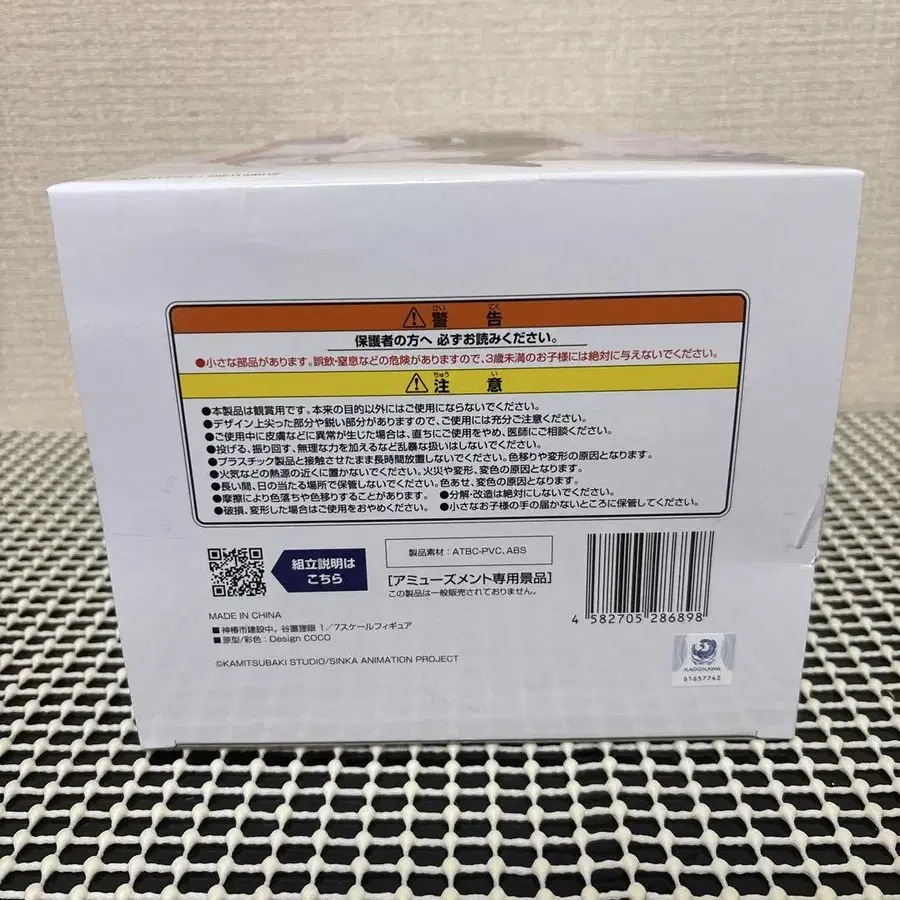 警告
けい こく
保護者の方へ 必ずお読みください。
●小さな部品があります。誤飲・窒息などの危険がありますので、3歳未満のお子様には絶対に与えないでください。
注意
ちゅう い
●本製品は観賞用です。本来の目的以外にはご使用にならないでください。
●デザイン上尖った部分や鋭い部分がありますので、ご使用には充分ご注意ください。
●ご使用中に皮膚などに異常が生じた場合は、直ちにご使用をやめ、医師にご相談ください。
●投げる、振り回す、無理な力を加えるなど乱暴な扱いはしないでください。
●プラスチック製品と接触させたまま長時間放置しないでください。色移りや変形の原因となります。
●火気などの熱源の近くに置かないでください。火災や変形、変色の原因となります。
●長い間、日の当たる場所で保管しないでください。色あせ、変色の原因となります。
●摩擦により色落ちや色移りすることがあります。 ●分解・改造は絶対にしないでください。
●破損、変形した場合はご使用をおやめください。 ●小さなお子様の手の届かないところに保管してください。
組立説明は
こちら
製品素材：ATBC-PVC、ABS
[アミューズメント専用景品]
この製品は一般販売されておりません。
4 582705 286898
MADE IN CHINA
■神椿市建設中。谷置狸眼 1/7スケールフィギュア
■原型/彩色：Design COCO
©KAMITSUBAKI STUDIO/SINKA ANIMATION PROJECT
KADOKAWA
b1657742